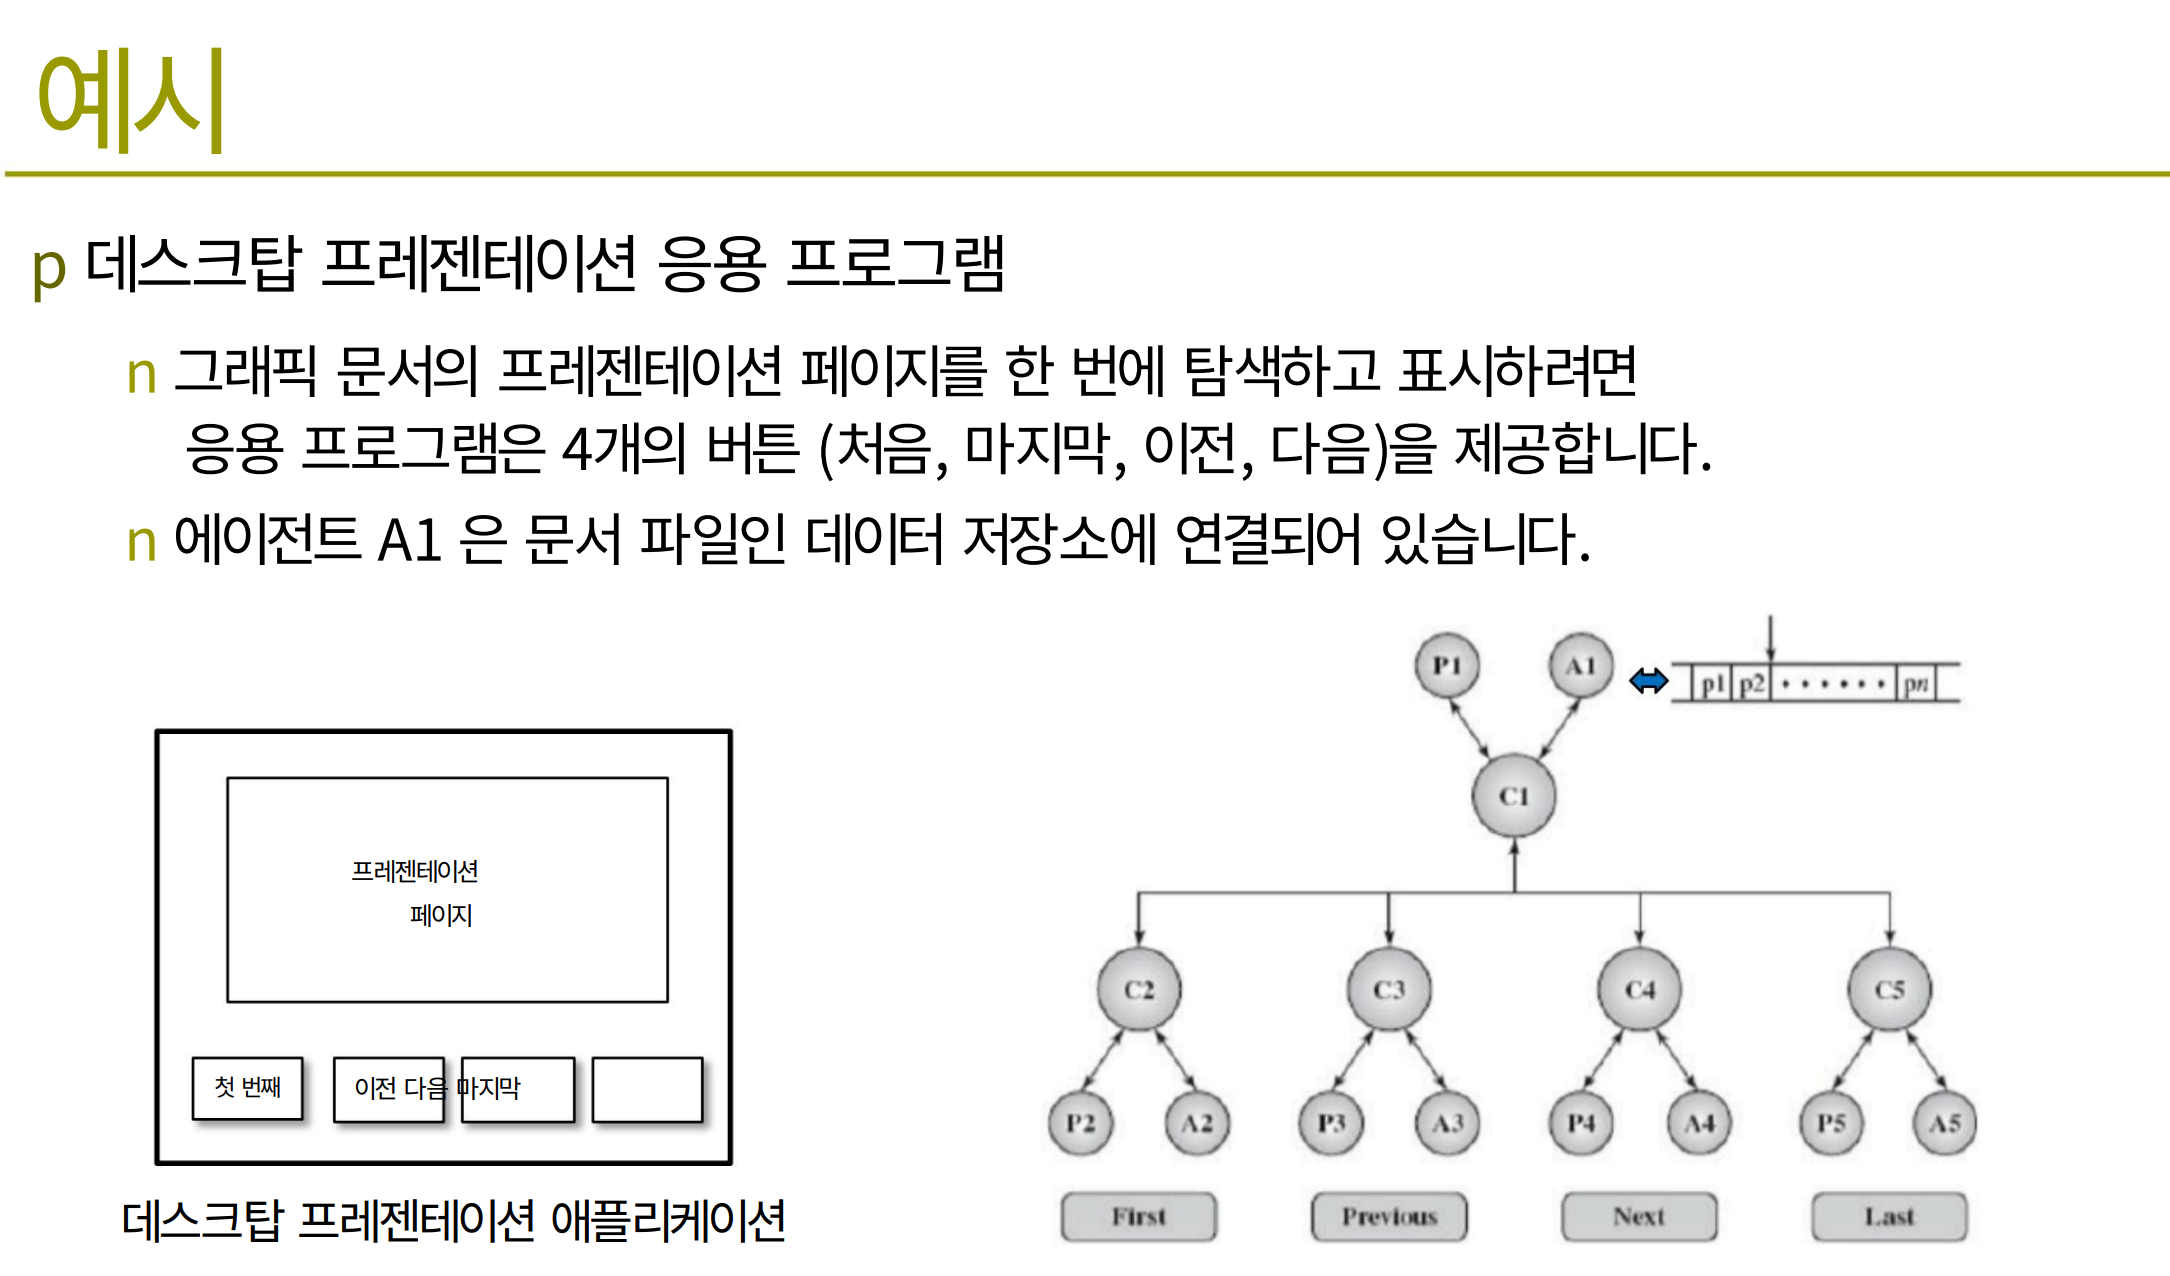 예시
p 데스크탑 프레젠테이션 응용 프로그램
n 그래픽 문서의 프레젠테이션 페이지를 한 번에 탐색하고 표시하려면
응용 프로그램은 4개의 버튼 (처음, 마지막, 이전, 다음)을 제공합니다.
n 에이전트 A1 은 문서 파일인 데이터 저장소에 연결되어 있습니다.
프레젠테이션
페이지
첫 번째 이전 다음 마지막
데스크탑 프레젠테이션 애플리케이션
P1 A1 p1 p2 · · · · · · pn
C1
C2 C3 C4 C5
P2 A2 P3 A3 P4 A4 P5 A5
First Previous Next Last